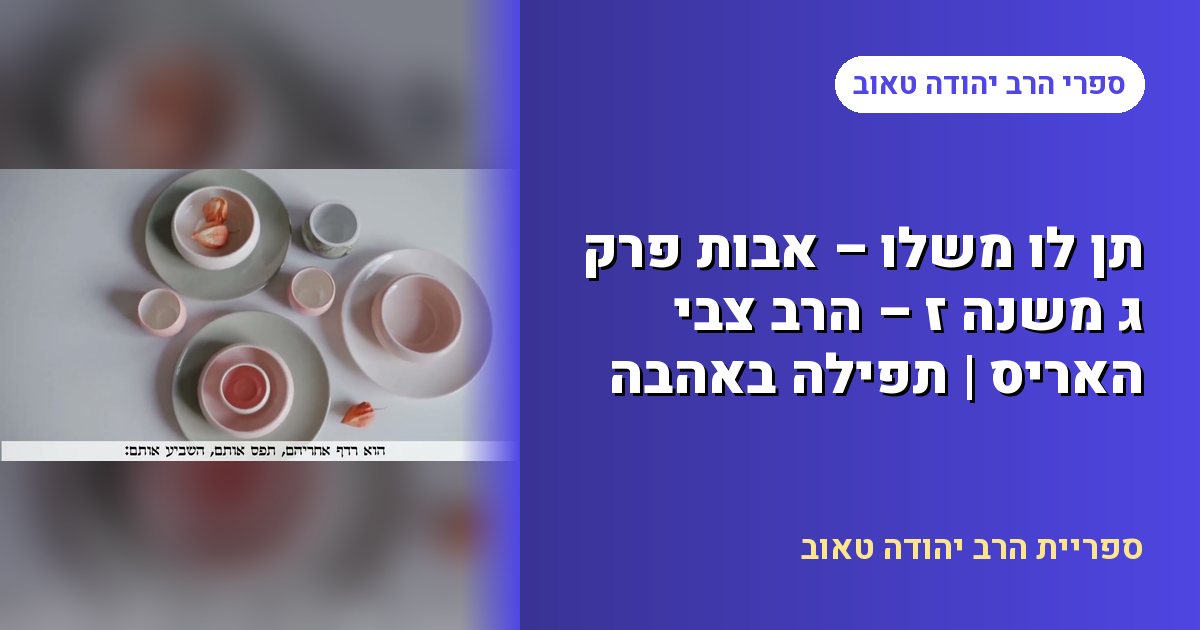 ספרי הרב יהודה טאוב
תן לו משלו – אבות פרק
ג משנה ז – הרב צבי
האריס | תפילה באהבה
הוא רדף אחריהם, תפס אותם, השביע אותם:
ספריית הרב יהודה טאוב